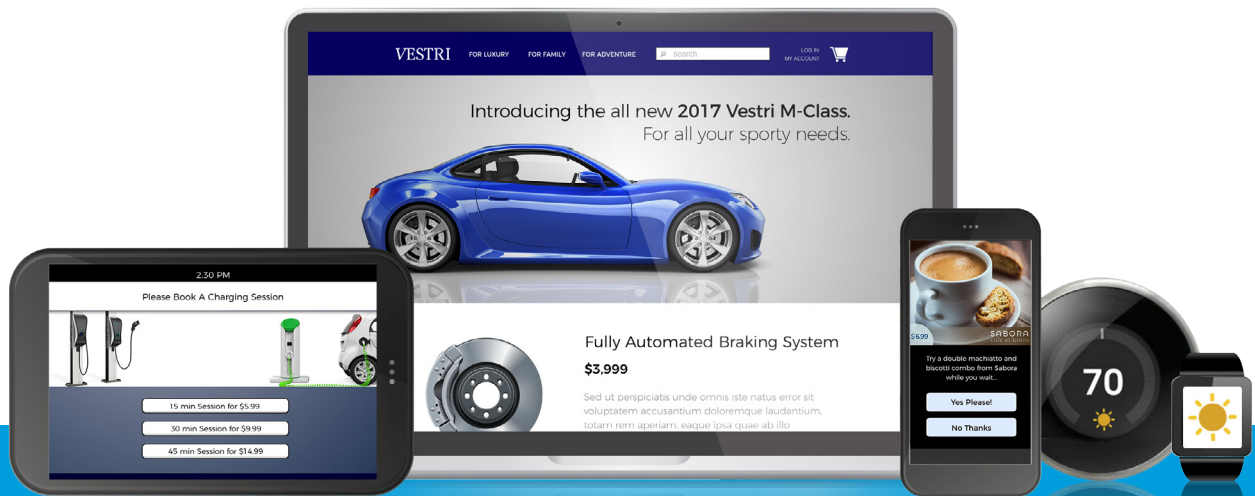 VESTRI
FOR LUXURY
FOR FAMILY
FOR ADVENTURE
search
LOG IN
MY ACCOUNT
Introducing the all new 2017 Vestri M-Class.
For all your sporty needs.
Fully Automated Braking System
$3,999
Sed ut perspiciatis unde omnis iste natus error sit
voluptatem accusantium doloremque laudantium,
totam rem aperiam, eaque ipsa quae ab illo
2:30 PM
Please Book A Charging Session
15 min Session for $5.99
30 min Session for $9.99
45 min Session for $14.99
$6.99
SABORA
café et bistro
Try a double machiatto and
biscotti combo from Sabora
while you wait...
Yes Please!
No Thanks
70